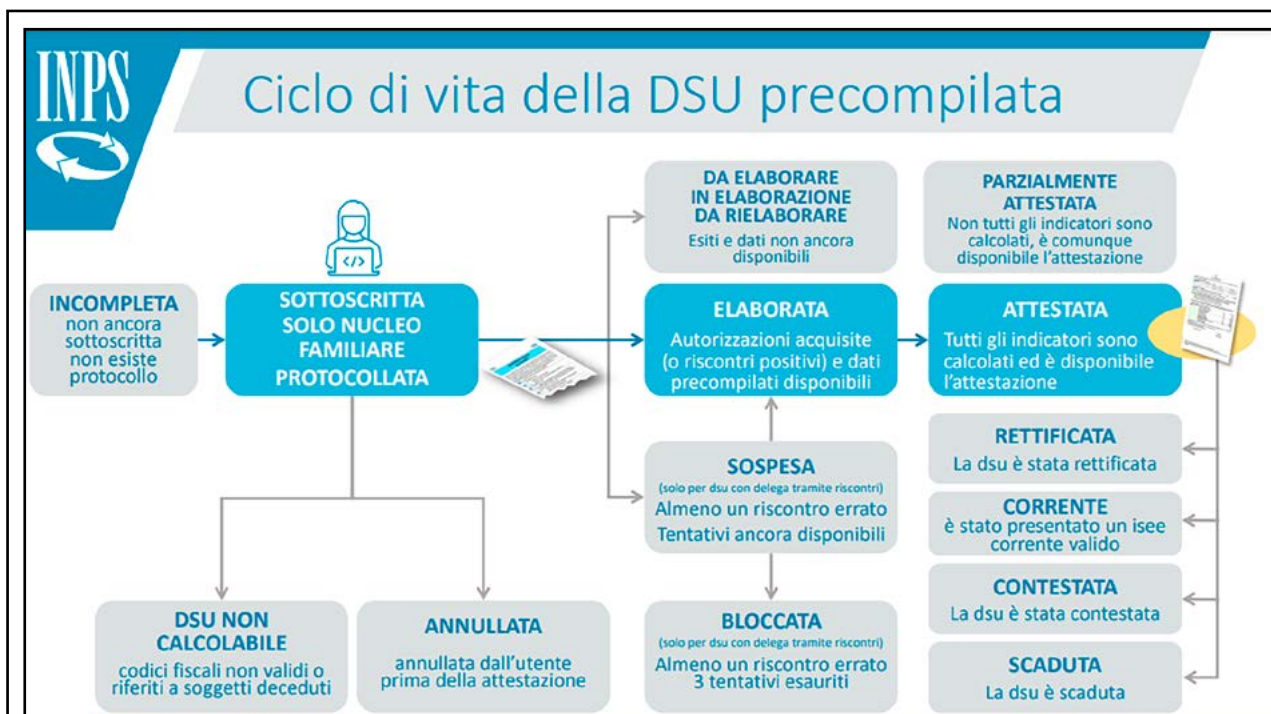 INPS
Ciclo di vita della DSU precompilata
DA ELABORARE
IN ELABORAZIONE
DA RIELABORARE
Esiti e dati non ancora
disponibili
PARZIALMENTE
ATTESTATA
Non tutti gli indicatori sono
calcolati, è comunque
disponibile l'attestazione
</>
INCOMPLETA
non ancora
sottoscritta
non esiste
protocollo
SOTTOSCRITTA
SOLO NUCLEO
FAMILIARE
PROTOCOLLATA
ELABORATA
Autorizzazioni acquisite
(o riscontri positivi) e dati
precompilati disponibili
ATTESTATA
Tutti gli indicatori sono
calcolati ed è disponibile
l'attestazione
SOSPESA
(solo per dsu con delega tramite riscontri)
Almeno un riscontro errato
Tentativi ancora disponibili
RETTIFICATA
La dsu è stata rettificata
CORRENTE
è stato presentato un isee
corrente valido
CONTESTATA
La dsu è stata contestata
SCADUTA
La dsu è scaduta
DSU NON
CALCOLABILE
codici fiscali non validi o
riferiti a soggetti deceduti
ANNULLATA
annullata dall'utente
prima della attestazione
BLOCCATA
(solo per dsu con delega tramite riscontri)
Almeno un riscontro errato
3 tentativi esauriti